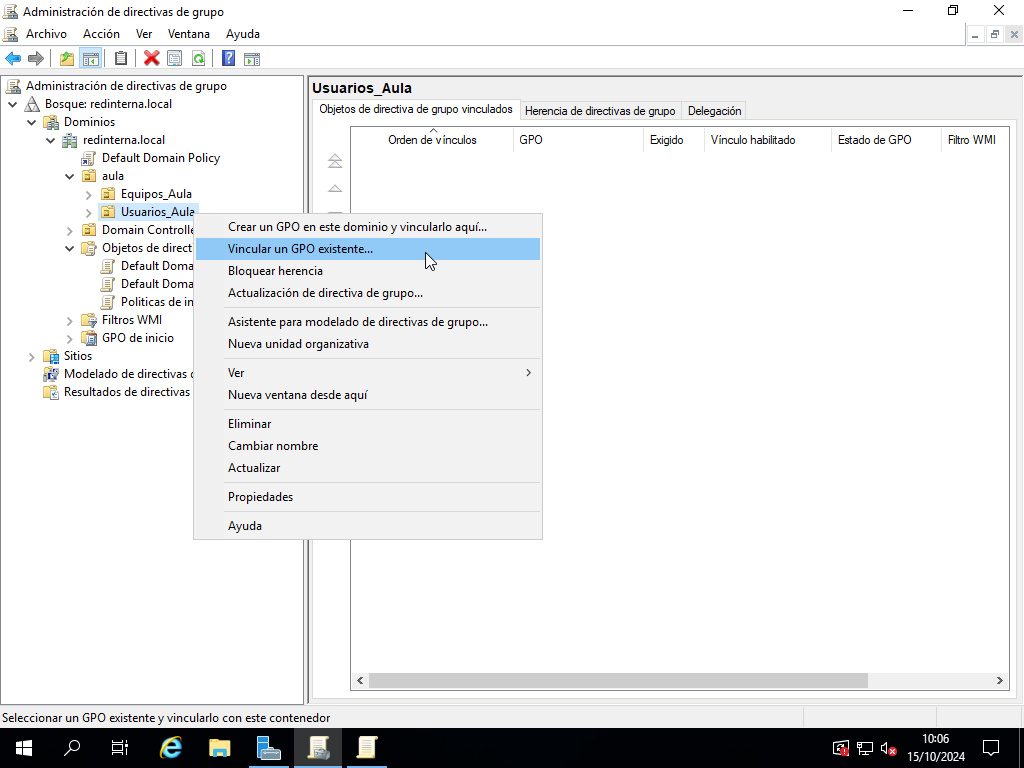 Administración de directivas de grupo
Archivo Acción Ver Ventana Ayuda
Administración de directivas de grupo
Bosque: redinterna.local
Dominios
redinterna.local
Default Domain Policy
aula
Equipos_Aula
Usuarios_Aula
Domain Controlle
Objetos de direct
Default Doma
Default Doma
Politicas de in
Filtros WMI
GPO de inicio
Sitios
Modelado de directivas
Resultados de directivas
Usuarios_Aula
Objetos de directiva de grupo vinculados Herencia de directivas de grupo Delegación
Orden de vínculos GPO Exigido Vínculo habilitado Estado de GPO Filtro WMI
Crear un GPO en este dominio y vincularlo aquí...
Vincular un GPO existente...
Bloquear herencia
Actualización de directiva de grupo...
Asistente para modelado de directivas de grupo...
Nueva unidad organizativa
Ver
Nueva ventana desde aquí
Eliminar
Cambiar nombre
Actualizar
Propiedades
Ayuda
Seleccionar un GPO existente y vincularlo con este contenedor
10:06
15/10/2024